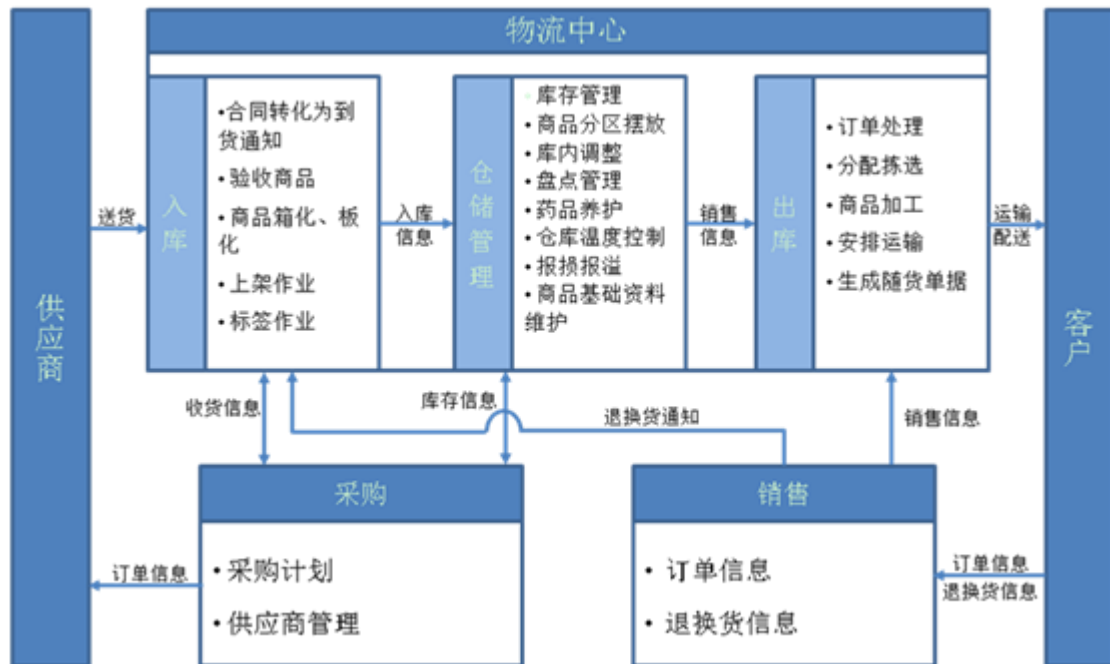 物流中心
供应商
送货
入库
•合同转化为到
货通知
•验收商品
•商品箱化、板
化
•上架作业
•标签作业
入库
信息
仓储管理
•库存管理
•商品分区摆放
•库内调整
•盘点管理
•药品养护
•仓库温度控制
•报损报溢
•商品基础资料
维护
销售
信息
出库
•订单处理
•分配拣选
•商品加工
•安排运输
•生成随货单据
运输
配送
客户
收货信息
库存信息
退换货通知
销售信息
采购
•采购计划
•供应商管理
订单信息
销售
•订单信息
•退换货信息
订单信息
退换货信息